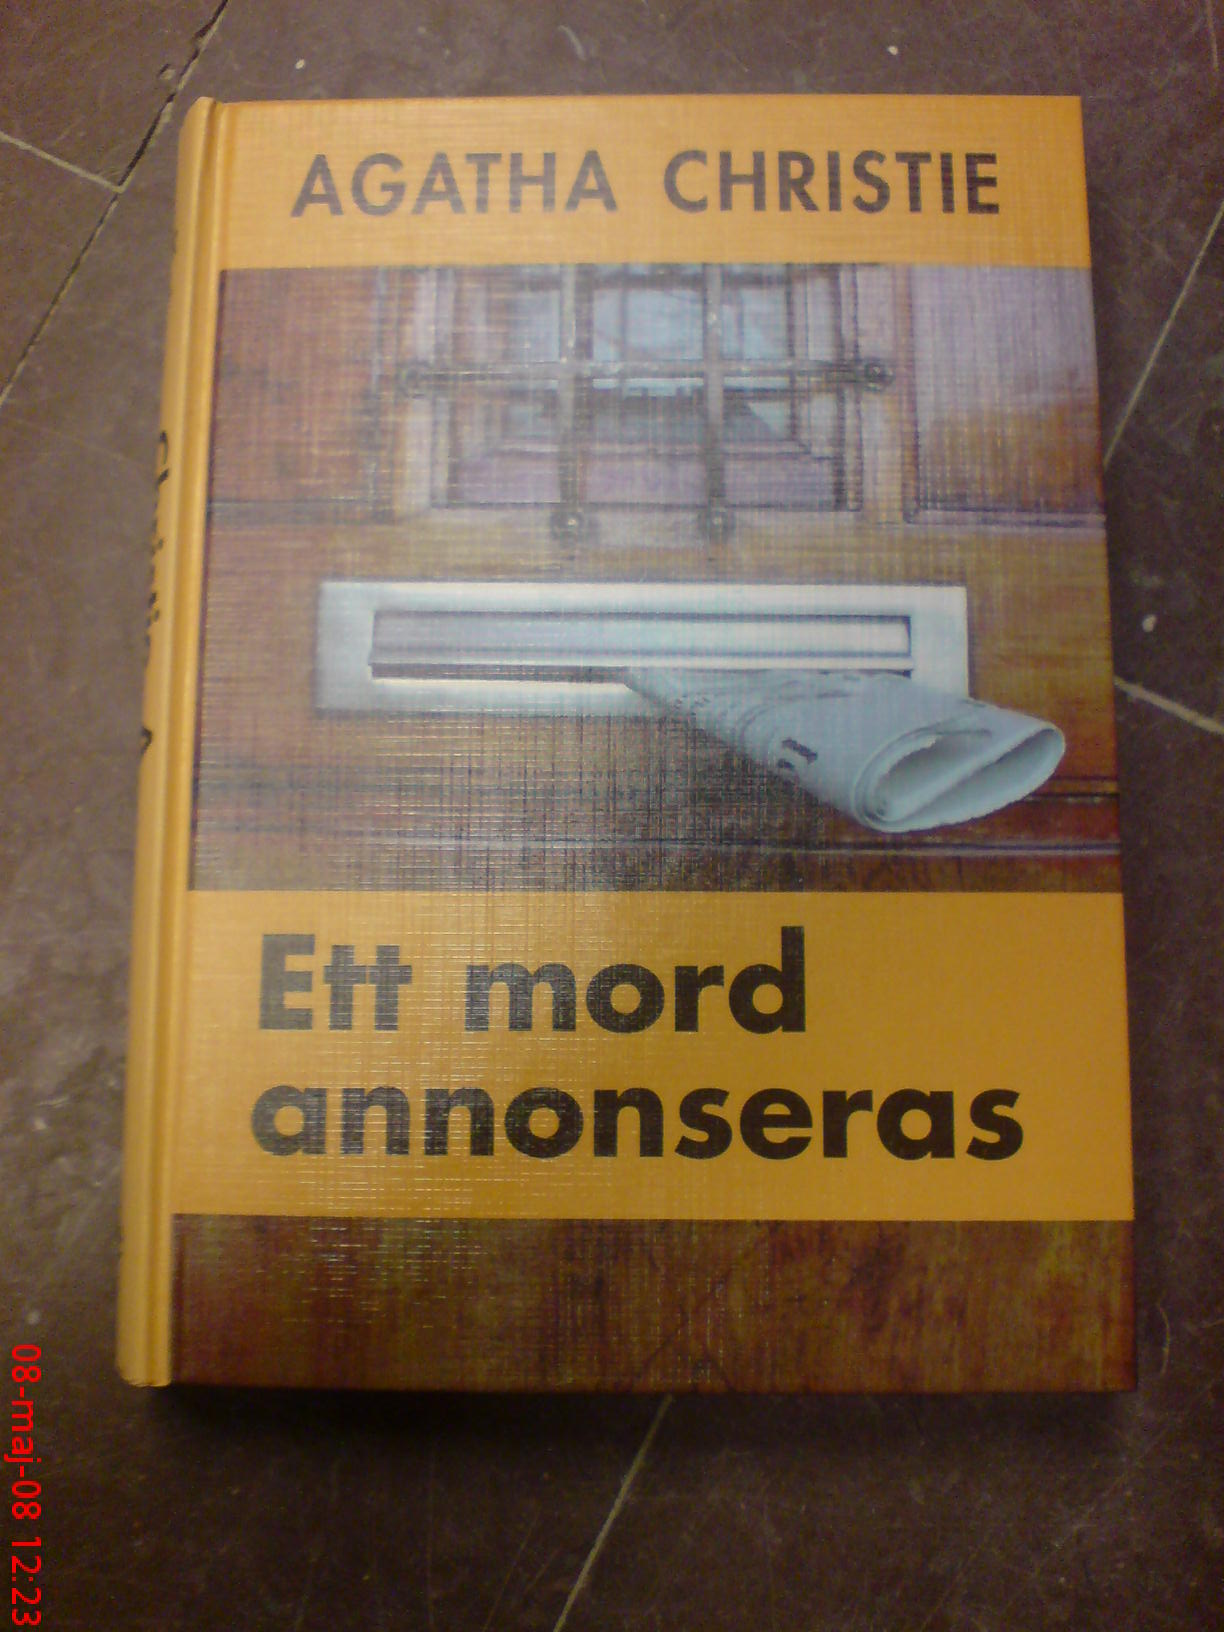 AGATHA CHRISTIE
Ett mord
annonseras
08-maj-08 12:23